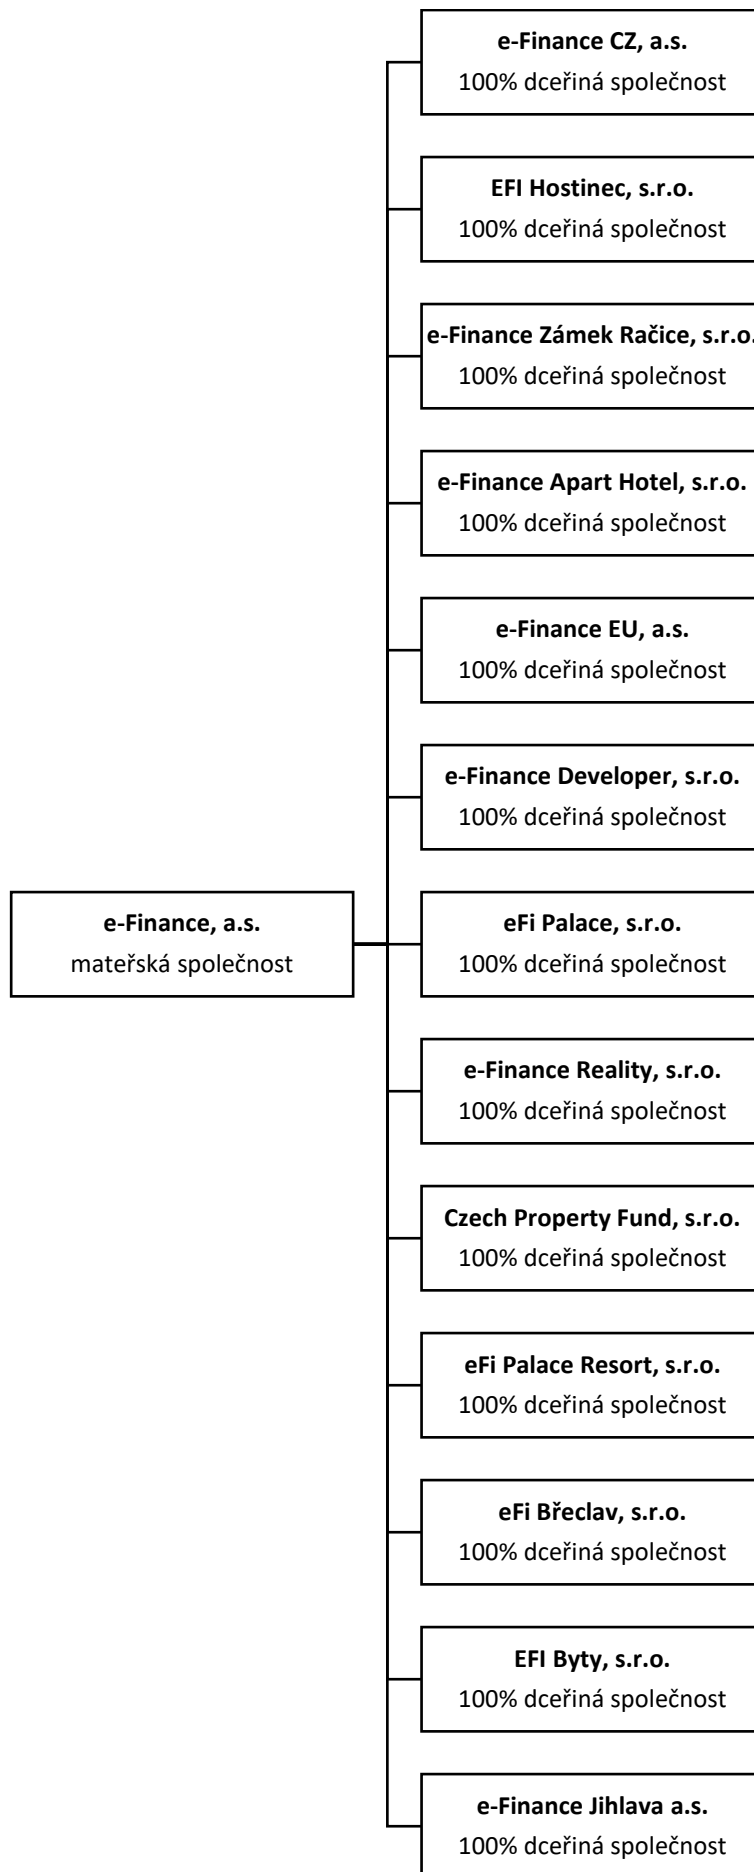 e-Finance CZ, a.s.
100% dceřiná společnost
EFI Hostinec, s.r.o.
100% dceřiná společnost
e-Finance Zámek Račice, s.r.o.
100% dceřiná společnost
e-Finance Apart Hotel, s.r.o.
100% dceřiná společnost
e-Finance EU, a.s.
100% dceřiná společnost
e-Finance Developer, s.r.o.
100% dceřiná společnost
e-Finance, a.s.
mateřská společnost
eFi Palace, s.r.o.
100% dceřiná společnost
e-Finance Reality, s.r.o.
100% dceřiná společnost
Czech Property Fund, s.r.o.
100% dceřiná společnost
eFi Palace Resort, s.r.o.
100% dceřiná společnost
eFi Břeclav, s.r.o.
100% dceřiná společnost
EFI Byty, s.r.o.
100% dceřiná společnost
e-Finance Jihlava a.s.
100% dceřiná společnost